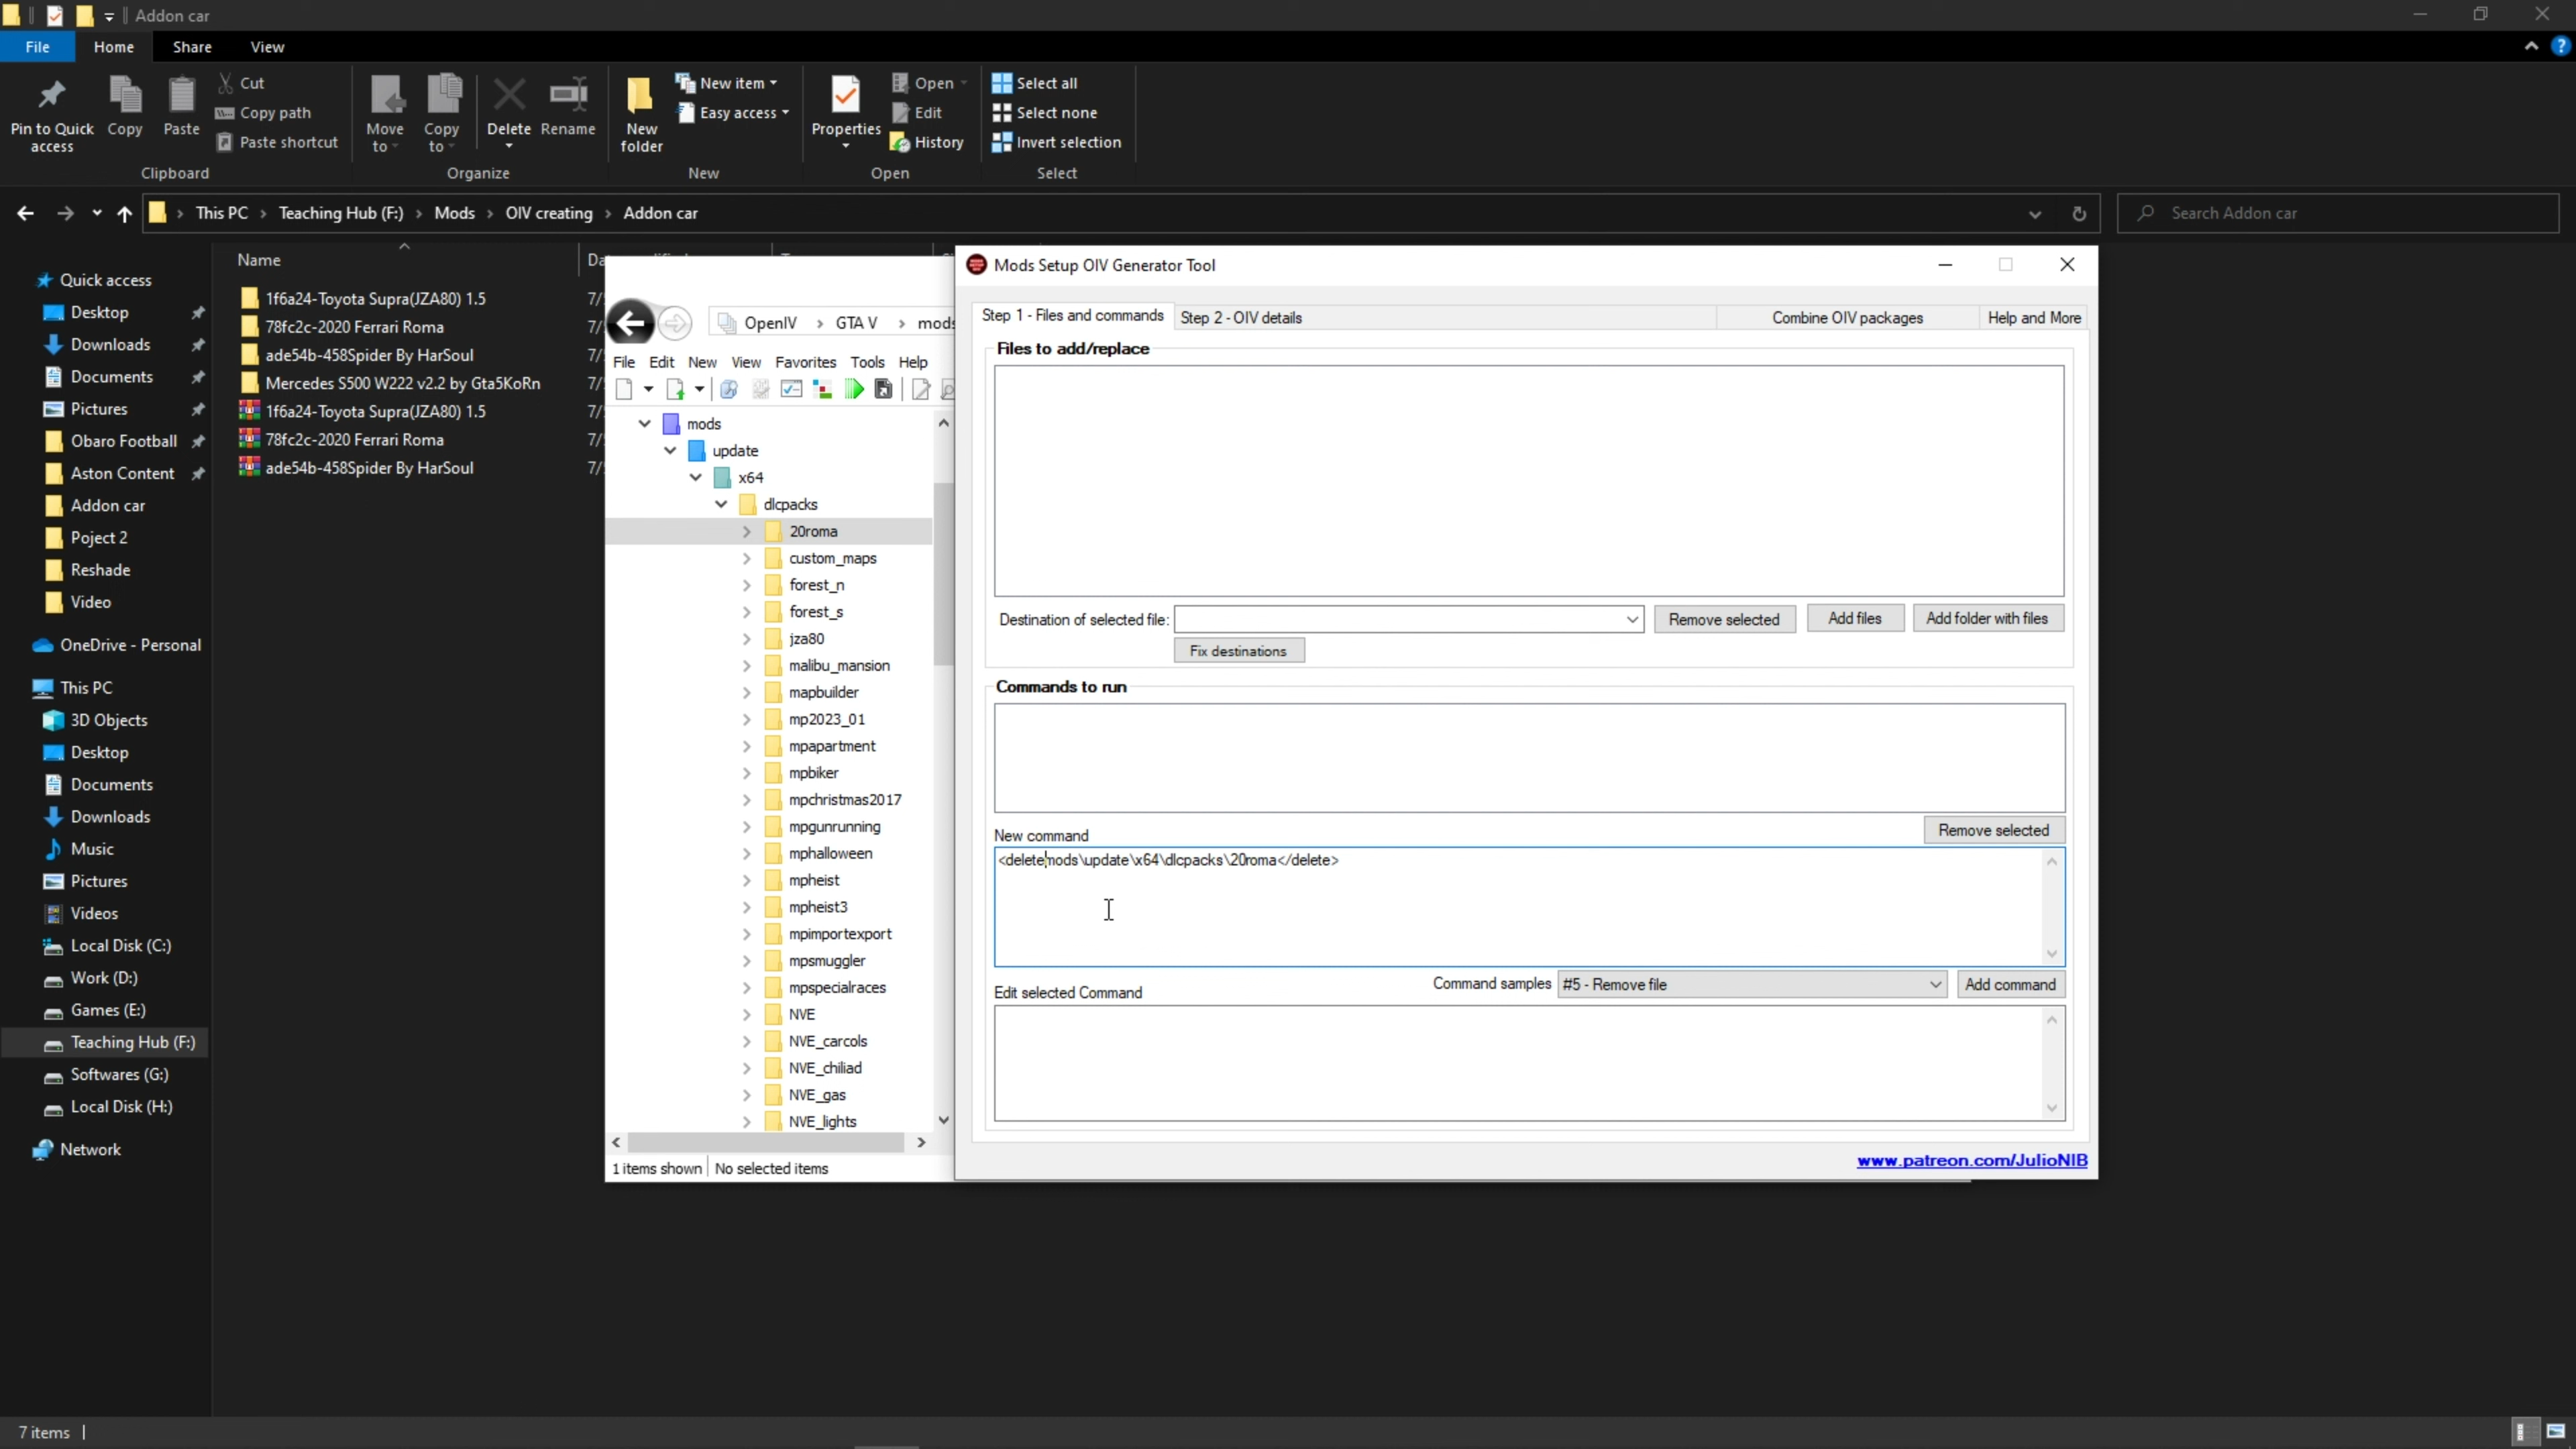 Addon car
File Home Share View
Pin to Quick access
Copy
Paste
Cut
Copy path
Paste shortcut
Move to
Copy to
Delete
Rename
New folder
New item
Easy access
Properties
Open
Edit
History
Select all
Select none
Invert selection
Clipboard
Organize
New
Open
Select
This PC › Teaching Hub (F:) › Mods › OIV creating › Addon car
Search Addon car
Name
Quick access
Desktop
Downloads
Documents
Pictures
Obaro Football
Aston Content
Addon car
Poject 2
Reshade
Video
OneDrive - Personal
This PC
3D Objects
Desktop
Documents
Downloads
Music
Pictures
Videos
Local Disk (C:)
Work (D:)
Games (E:)
Teaching Hub (F:)
Softwares (G:)
Local Disk (H:)
Network
1f6a24-Toyota Supra(JZA80) 1.5
78fc2c-2020 Ferrari Roma
ade54b-458Spider By HarSoul
Mercedes S500 W222 v2.2 by Gta5KoRn
1f6a24-Toyota Supra(JZA80) 1.5
78fc2c-2020 Ferrari Roma
ade54b-458Spider By HarSoul
OpenIV › GTA V › mods
File Edit New View Favorites Tools Help
mods
update
x64
dlcpacks
20roma
custom_maps
forest_n
forest_s
jza80
malibu_mansion
mapbuilder
mp2023_01
mpapartment
mpbiker
mpchristmas2017
mpgunrunning
mphalloween
mpheist
mpheist3
mpimportexport
mpsmuggler
mpspecialraces
NVE
NVE_carcols
NVE_chiliad
NVE_gas
NVE_lights
1 items shown No selected items
Mods Setup OIV Generator Tool
Step 1 - Files and commands Step 2 - OIV details Combine OIV packages Help and More
Files to add/replace
Destination of selected file: Remove selected Add files Add folder with files
Fix destinations
Commands to run
New command Remove selected
<deletemods\update\x64\dlcpacks\20roma</delete>
Command samples #5 - Remove file Add command
Edit selected Command
www.patreon.com/JulioNIB
7 items